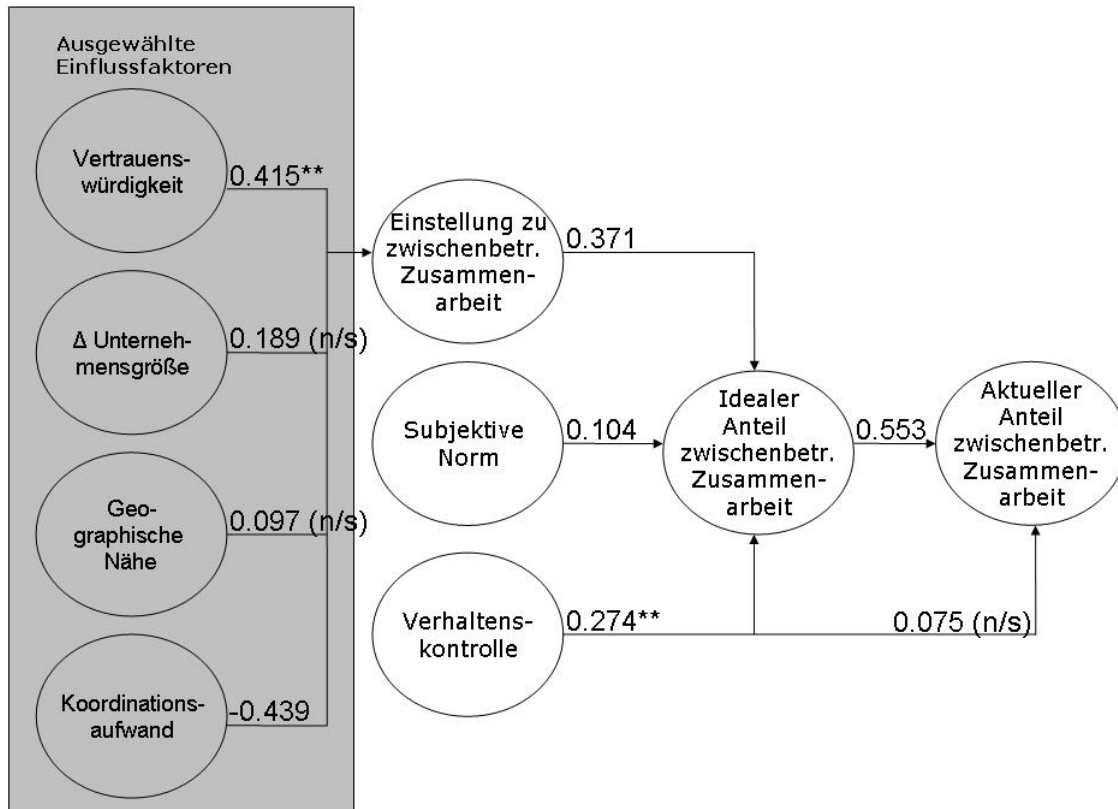 Ausgewählte
Einflussfaktoren
Vertrauens-
würdigkeit
0.415**
Δ Unterneh-
mensgröße
0.189 (n/s)
Geo-
graphische
Nähe
0.097 (n/s)
Koordinations-
aufwand
-0.439
Einstellung zu
zwischenbetr.
Zusammen-
arbeit
0.371
Subjektive
Norm
0.104
Verhaltens-
kontrolle
0.274**
0.075 (n/s)
Idealer
Anteil
zwischenbetr.
Zusammen-
arbeit
0.553
Aktueller
Anteil
zwischenbetr.
Zusammen-
arbeit